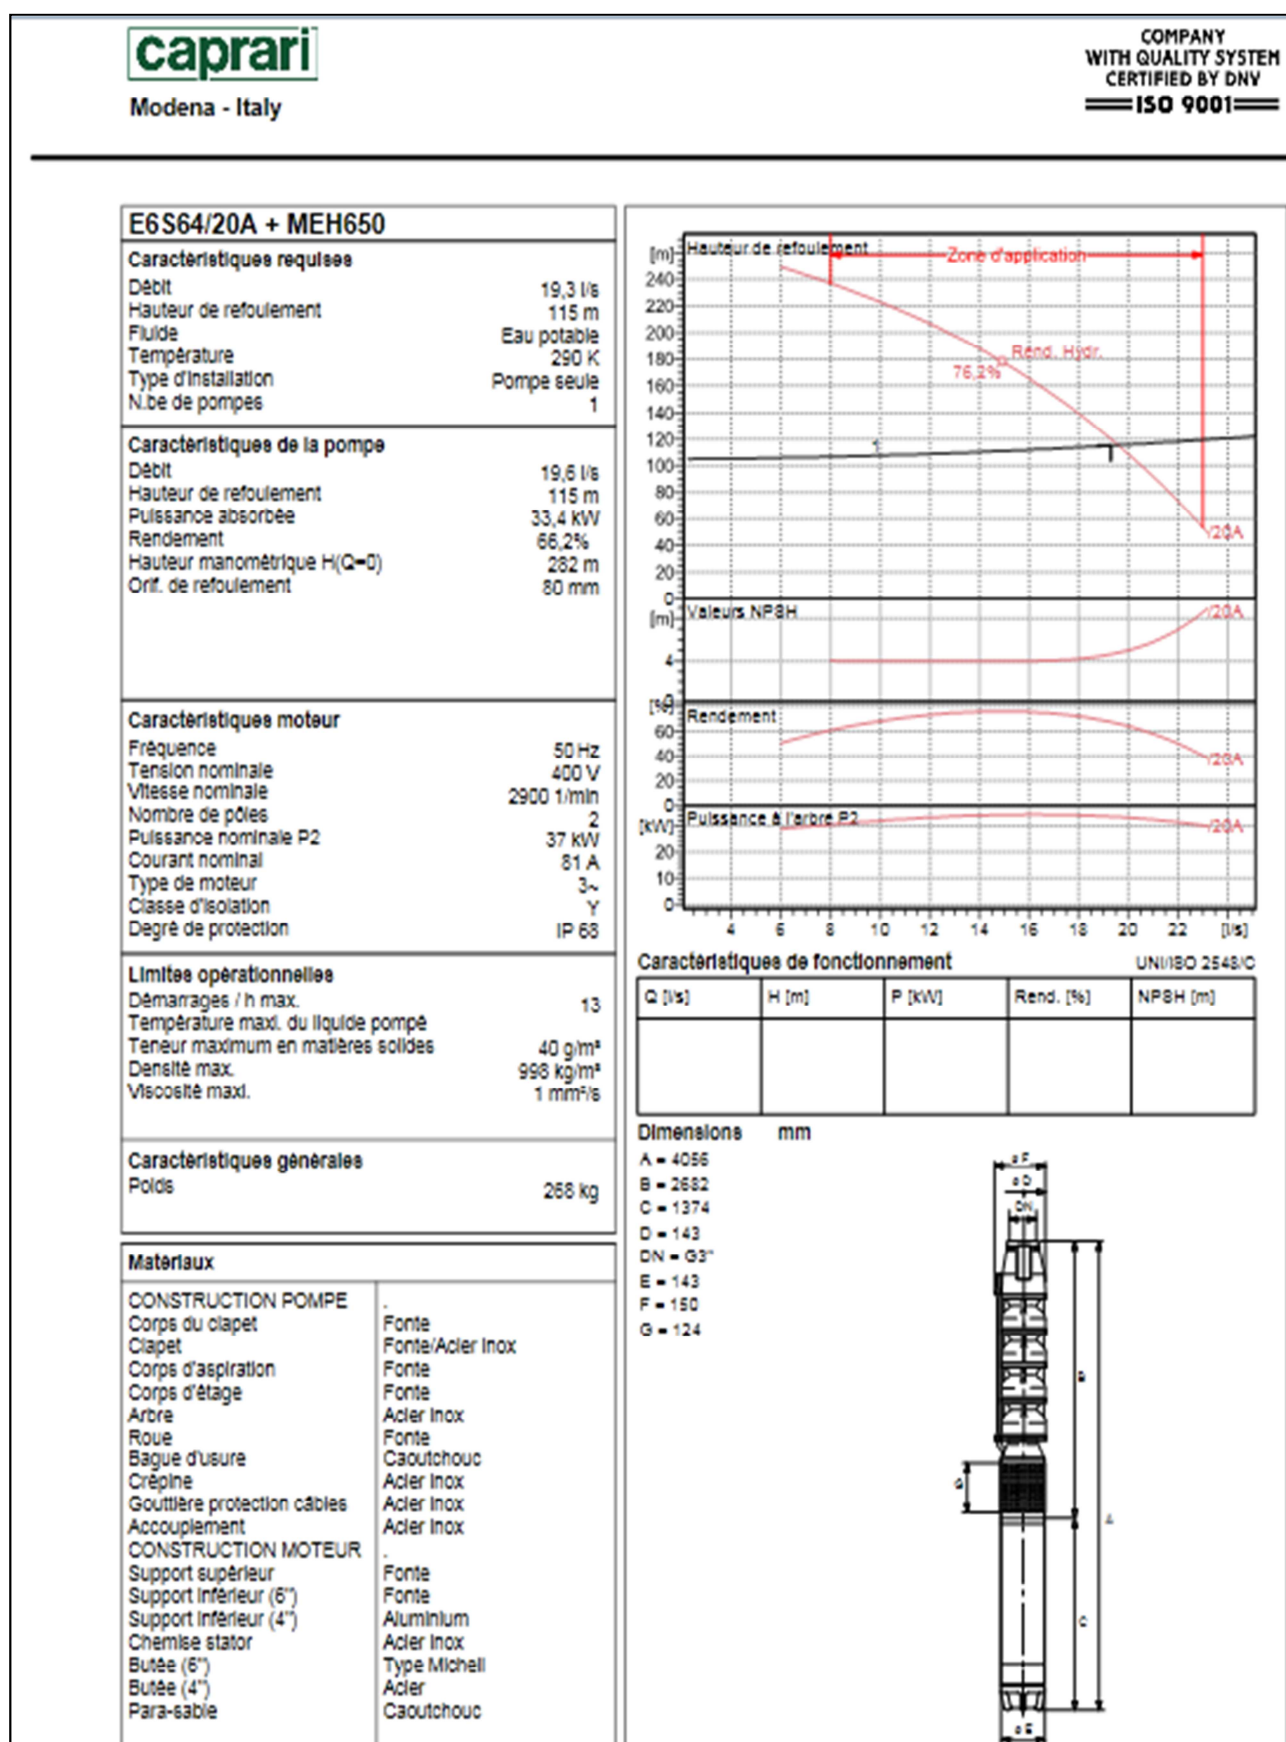 caprari
Modena - Italy
COMPANY
WITH QUALITY SYSTEM
CERTIFIED BY DNV
ISO 9001
E6S64/20A + MEH650
Caractéristiques requises
Débit 19,3 l/s
Hauteur de refoulement 115 m
Fluide Eau potable
Température 290 K
Type d'installation Pompe seule
N.be de pompes 1
Caractéristiques de la pompe
Débit 19,6 l/s
Hauteur de refoulement 115 m
Puissance absorbée 33,4 kW
Rendement 66,2%
Hauteur manométrique H(Q=0) 282 m
Orif. de refoulement 80 mm
Caractéristiques moteur
Fréquence 50 Hz
Tension nominale 400 V
Vitesse nominale 2900 1/min
Nombre de pôles 2
Puissance nominale P2 37 kW
Courant nominal 81 A
Type de moteur 3~
Classe d'isolation Y
Degré de protection IP 68
Limites opérationnelles
Démarrages / h max. 13
Température maxi. du liquide pompé
Teneur maximum en matières solides 40 g/m³
Densité max. 998 kg/m³
Viscosité maxi. 1 mm²/s
Caractéristiques générales
Poids 268 kg
Matériaux
CONSTRUCTION POMPE .
Corps du clapet Fonte
Clapet Fonte/Acier Inox
Corps d'aspiration Fonte
Corps d'étage Fonte
Arbre Acier Inox
Roue Fonte
Bague d'usure Caoutchouc
Crépine Acier Inox
Gouttière protection câbles Acier Inox
Accouplement Acier Inox
CONSTRUCTION MOTEUR .
Support supérieur Fonte
Support inférieur (6") Fonte
Support inférieur (4") Aluminium
Chemise stator Acier Inox
Butée (6") Type Michell
Butée (4") Acier
Para-sable Caoutchouc
[m] Hauteur de refoulement
Zone d'application
240
220
200
180
160
140
120
100
80
60
40
20
0
Rend. Hydr.
76,2%
1
/20A
[m] Valeurs NPSH
/20A
4
0
[%] Rendement
60
40
20
0
/20A
[kW] Puissance à l'arbre P2
/20A
20
10
0
4 6 8 10 12 14 16 18 20 22 [l/s]
Caractéristiques de fonctionnement UNI/ISO 2548/C
Q [l/s] H [m] P [kW] Rend. [%] NPSH [m]
Dimensions mm
A = 4056
B = 2682
C = 1374
D = 143
DN = G3"
E = 143
F = 150
G = 124
ø F
ø D
DN
B
G
A
C
ø E